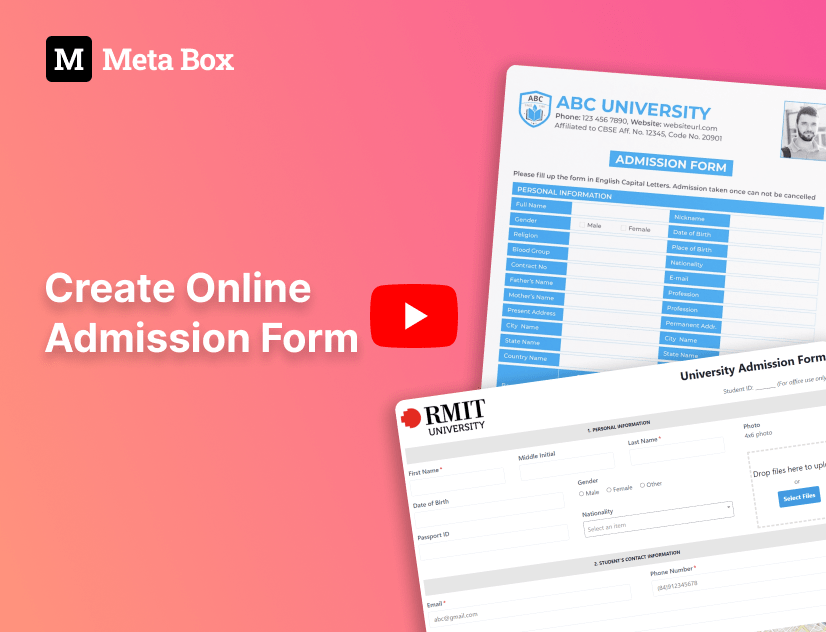 M Meta Box
Create Online
Admission Form
ABC
ABC UNIVERSITY
Phone: 123 456 7890, Website: websiteurl.com
Affiliated to CBSE Aff. No. 12345, Code No. 20901
ADMISSION FORM
Please fill up the form in English Capital Letters. Admission taken once can not be cancelled
PERSONAL INFORMATION
Full Name
Nickname
Gender
Male
Female
Date of Birth
Religion
Place of Birth
Blood Group
Nationality
Contract No
E-mail
Father's Name
Profession
Mother's Name
Profession
Present Address
Permanent Addr.
City Name
City Name
State Name
State Name
Country Name
RMIT
UNIVERSITY
University Admission Form
Student ID: ______ (For office use only
1. PERSONAL INFORMATION
First Name *
Middle Initial
Last Name *
Photo
4x6 photo
Drop files here to uplo
or
Select Files
Date of Birth
Gender
Male
Female
Other
Passport ID
Nationality
Select an item
2. STUDENT'S CONTACT INFORMATION
Email *
abc@gmail.com
Phone Number *
(84)912345678